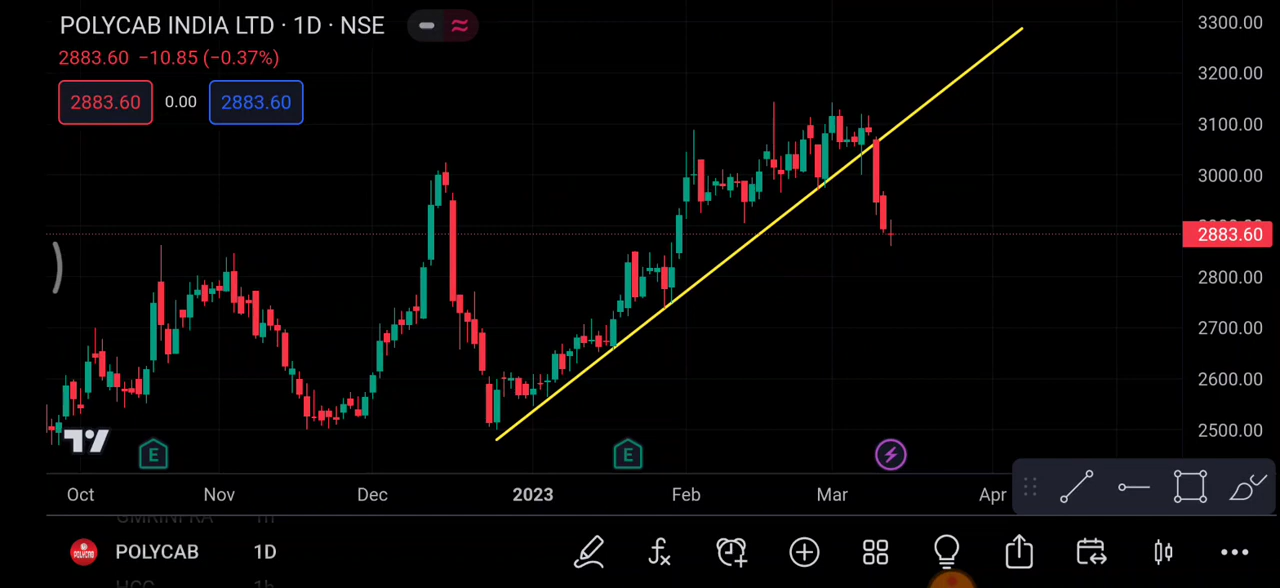 POLYCAB INDIA LTD · 1D · NSE
2883.60 −10.85 (−0.37%)
2883.60 0.00 2883.60
3300.00
3200.00
3100.00
3000.00
2883.60
2800.00
2700.00
2600.00
2500.00
E E
Oct Nov Dec 2023 Feb Mar Apr
POLYCAB 1D